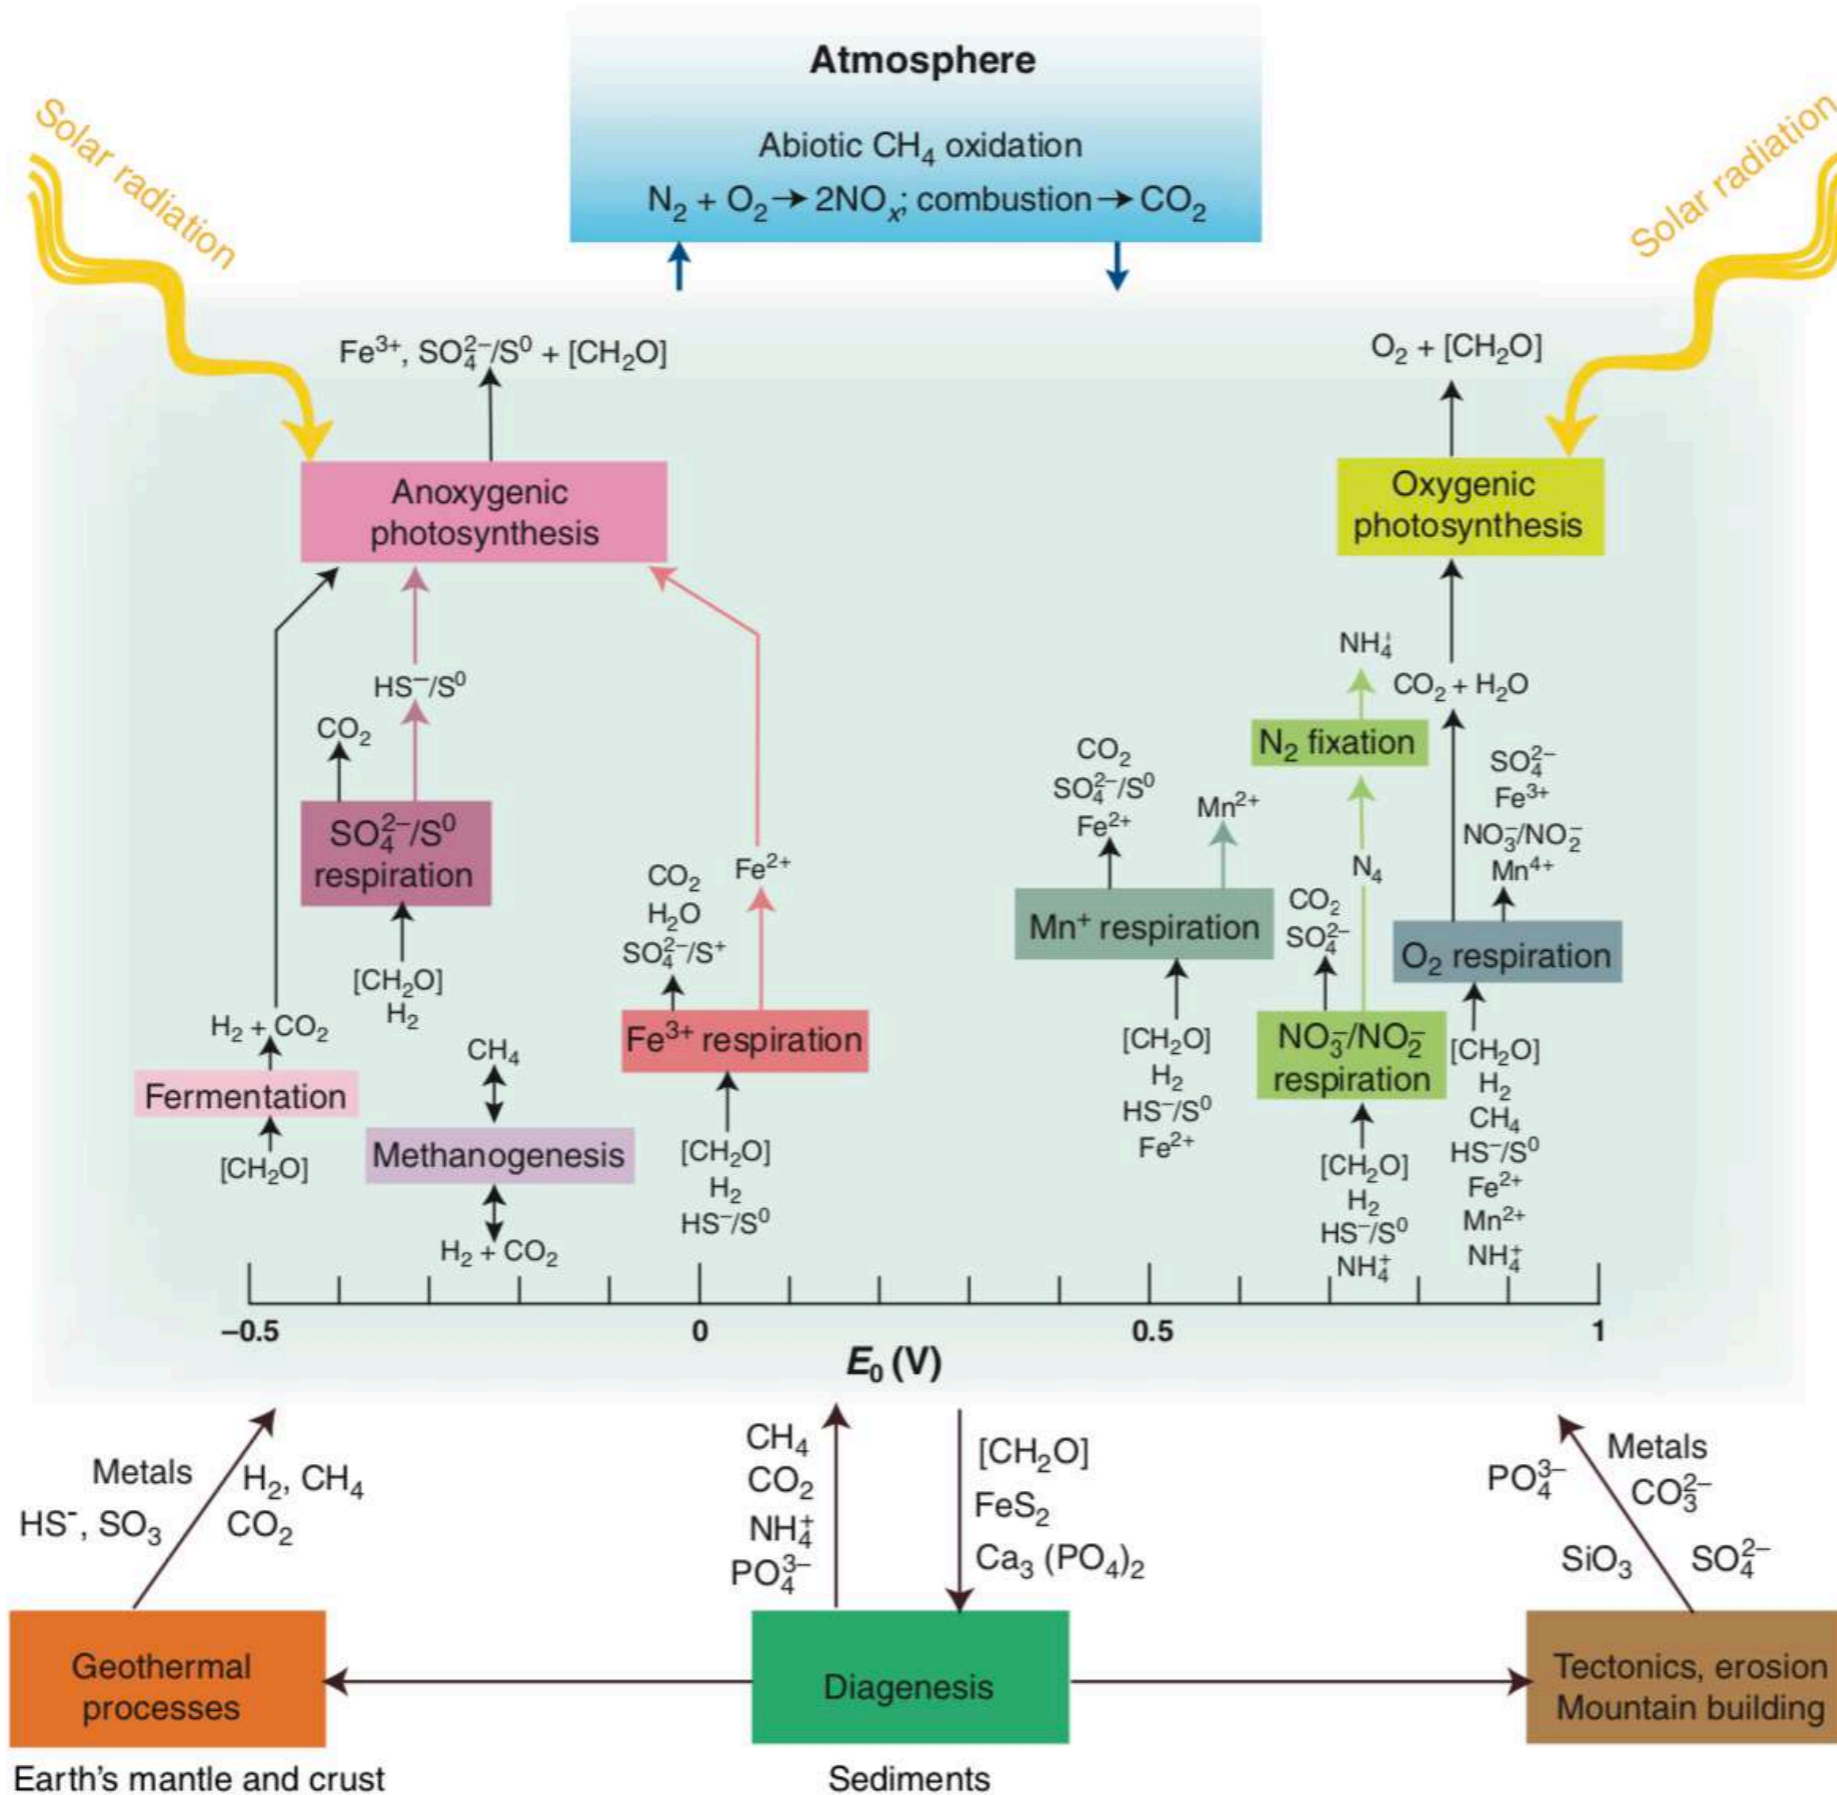 Atmosphere
Abiotic CH₄ oxidation
N₂ + O₂ → 2NOₓ; combustion → CO₂
Solar radiation
Solar radiation
Fe³⁺, SO₄²⁻/S⁰ + [CH₂O]
O₂ + [CH₂O]
Anoxygenic
photosynthesis
Oxygenic
photosynthesis
HS⁻/S⁰
CO₂
SO₄²⁻/S⁰
respiration
[CH₂O]
H₂
H₂ + CO₂
Fermentation
[CH₂O]
CH₄
Methanogenesis
H₂ + CO₂
Fe²⁺
CO₂
H₂O
SO₄²⁻/S⁺
Fe³⁺ respiration
[CH₂O]
H₂
HS⁻/S⁰
CO₂
SO₄²⁻/S⁰
Fe²⁺
Mn²⁺
Mn⁺ respiration
[CH₂O]
H₂
HS⁻/S⁰
Fe²⁺
NH₄⁺
N₂ fixation
N₄
CO₂
SO₄²⁻
NO₃⁻/NO₂⁻
respiration
[CH₂O]
H₂
HS⁻/S⁰
NH₄⁺
CO₂ + H₂O
SO₄²⁻
Fe³⁺
NO₃⁻/NO₂⁻
Mn⁴⁺
O₂ respiration
[CH₂O]
H₂
CH₄
HS⁻/S⁰
Fe²⁺
Mn²⁺
NH₄⁺
–0.5 0 0.5 1
E₀ (V)
Metals
HS⁻, SO₃
H₂, CH₄
CO₂
CH₄
CO₂
NH₄⁺
PO₄³⁻
[CH₂O]
FeS₂
Ca₃ (PO₄)₂
PO₄³⁻
SiO₃
Metals
CO₃²⁻
SO₄²⁻
Geothermal
processes
Diagenesis
Tectonics, erosion
Mountain building
Earth's mantle and crust
Sediments